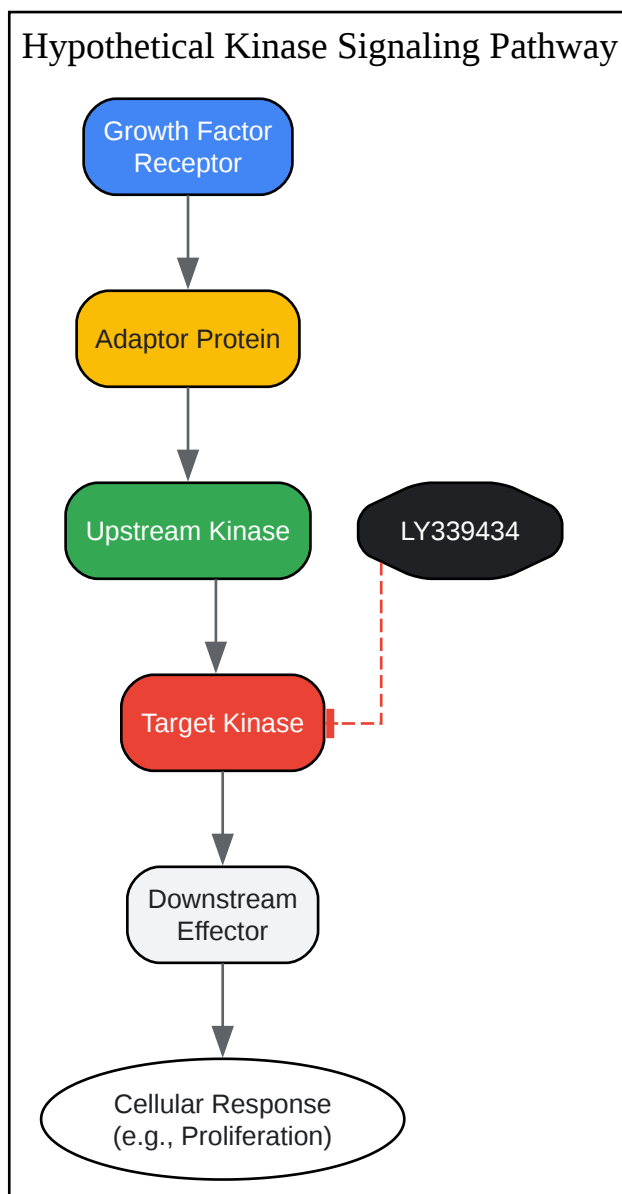 Hypothetical Kinase Signaling Pathway
Growth Factor
Receptor
Adaptor Protein
Upstream Kinase
LY339434
Target Kinase
Downstream
Effector
Cellular Response
(e.g., Proliferation)